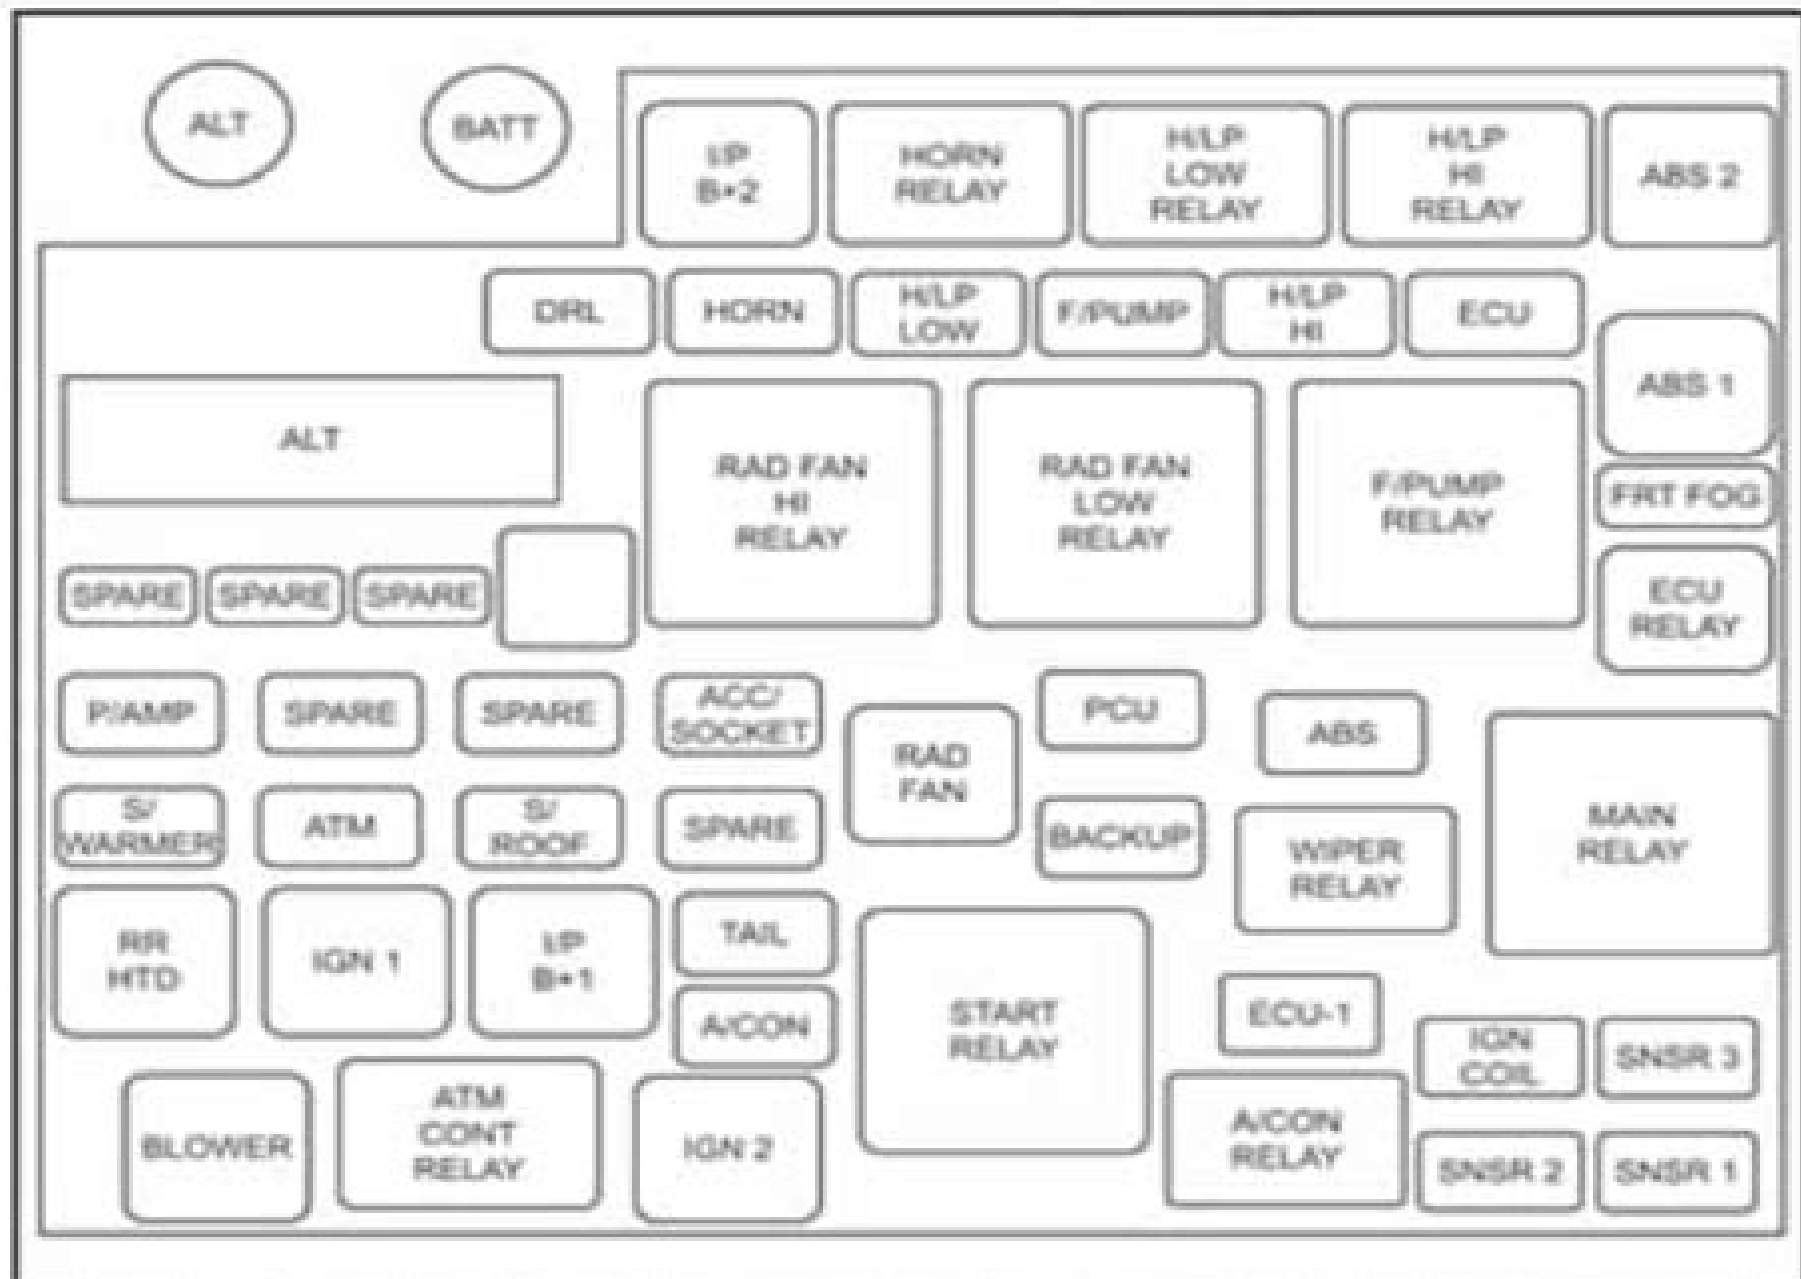 ALT
BATT
I/P
B+2
HORN
RELAY
H/LP
LOW
RELAY
H/LP
HI
RELAY
ABS 2
DRL
HORN
H/LP
LOW
F/PUMP
H/LP
HI
ECU
ABS 1
ALT
RAD FAN
HI
RELAY
RAD FAN
LOW
RELAY
F/PUMP
RELAY
FRT FOG
SPARE
SPARE
SPARE
ECU
RELAY
P/AMP
SPARE
SPARE
ACC/
SOCKET
RAD
FAN
PCU
ABS
MAIN
RELAY
S/
WARMER
ATM
S/
ROOF
SPARE
BACKUP
WIPER
RELAY
RR
HTD
IGN 1
I/P
B+1
TAIL
A/CON
START
RELAY
ECU-1
IGN
COIL
SNSR 3
BLOWER
ATM
CONT
RELAY
IGN 2
A/CON
RELAY
SNSR 2
SNSR 1